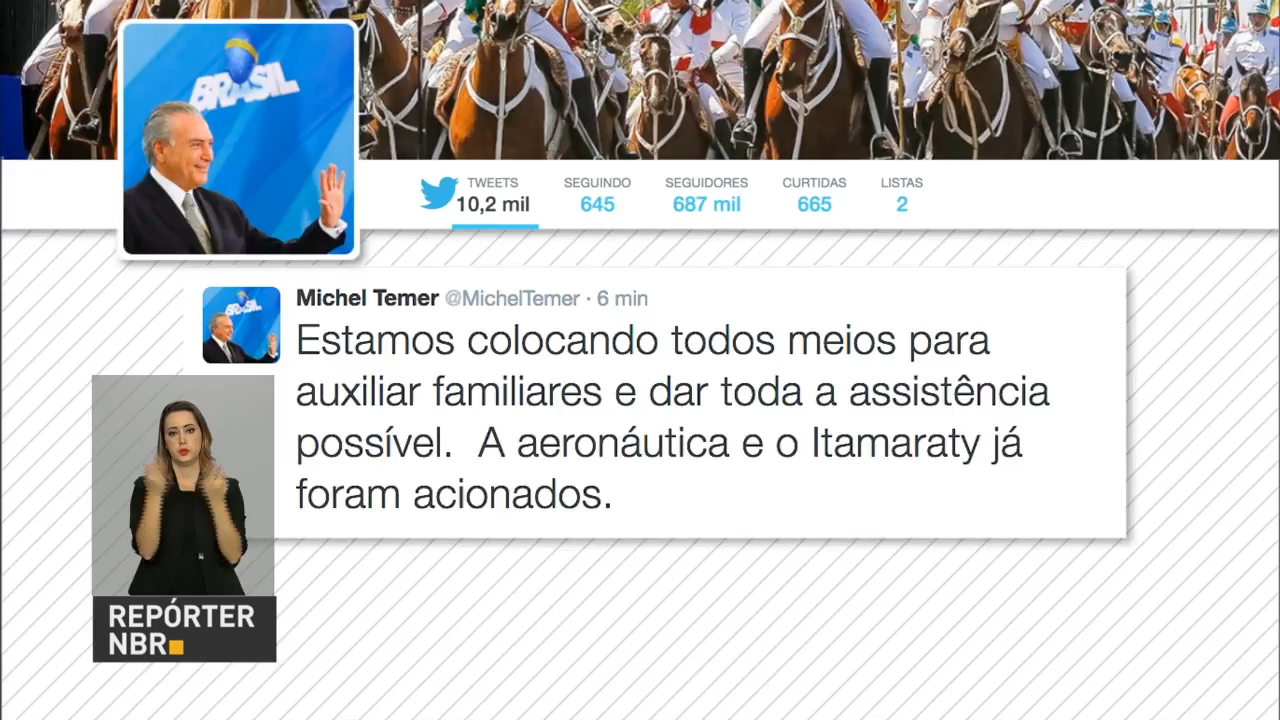 BRASIL
TWEETS SEGUINDO SEGUIDORES CURTIDAS LISTAS
10,2 mil 645 687 mil 665 2
Michel Temer @MichelTemer · 6 min
Estamos colocando todos meios para
auxiliar familiares e dar toda a assistência
possível. A aeronáutica e o Itamaraty já
foram acionados.
REPÓRTER
NBR